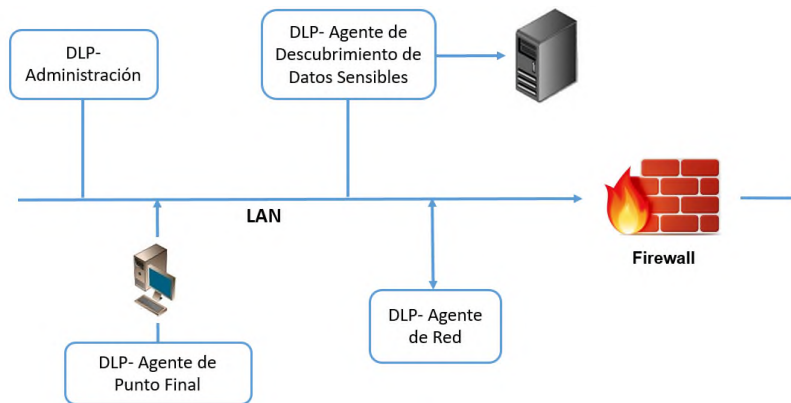 DLP-
Administración
DLP- Agente de
Descubrimiento de
Datos Sensibles
LAN
Firewall
DLP- Agente
de Red
DLP- Agente de
Punto Final